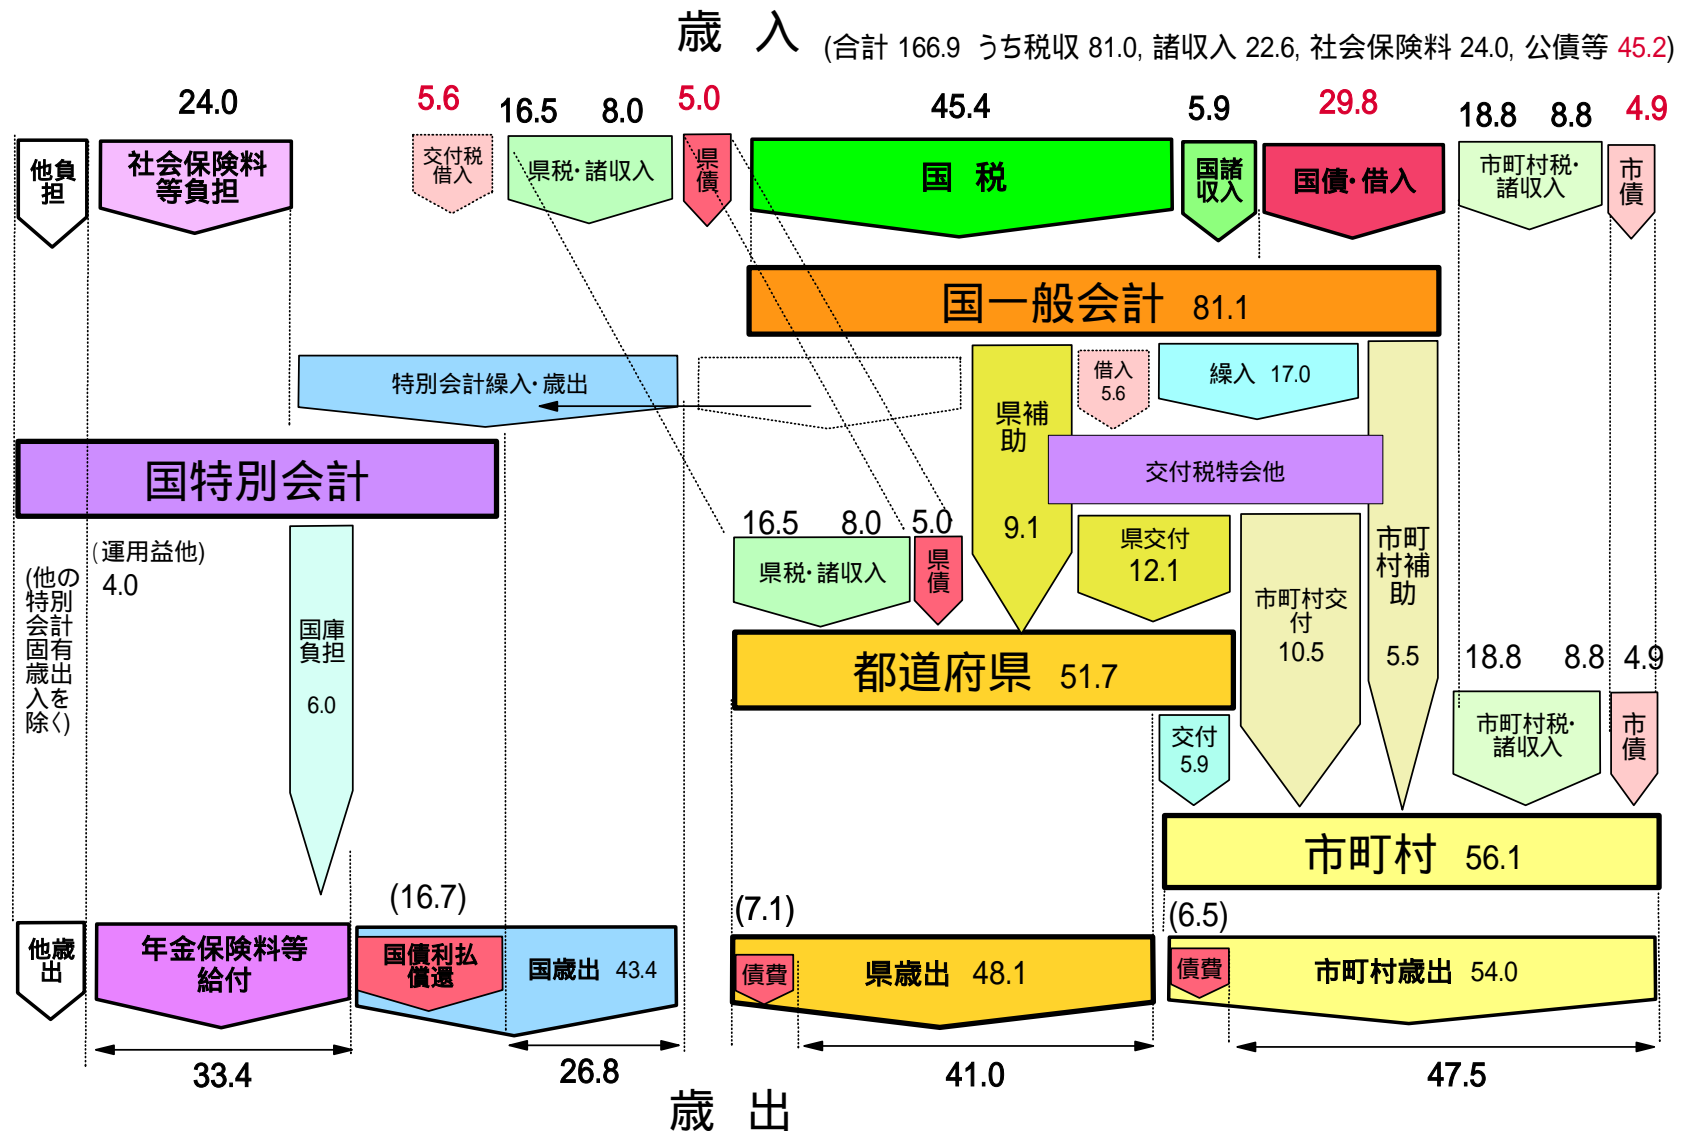 歳 入 (合計 166.9 うち税収 81.0, 諸収入 22.6, 社会保険料 24.0, 公債等 45.2)
24.0
5.6
16.5
8.0
5.0
45.4
5.9
29.8
18.8
8.8
4.9
他負
担
社会保険料
等負担
交付税
借入
県税・諸収入
県
債
国 税
国諸
収入
国債・借入
市町村税・
諸収入
市
債
国一般会計 81.1
特別会計繰入・歳出
県補
助
9.1
借入
5.6
繰入 17.0
国特別会計
交付税特会他
(運用益他)
4.0
(他の
特別
会計
固有
歳出
入を
除く)
国庫
負担
6.0
16.5
8.0
5.0
県税・諸収入
県
債
県交付
12.1
市町村交
付
10.5
市町
村補
助
5.5
18.8
8.8
4.9
都道府県 51.7
交付
5.9
市町村税・
諸収入
市
債
市町村 56.1
(16.7)
(7.1)
(6.5)
他歳
出
年金保険料等
給付
国債利払
償還
国歳出 43.4
債費
県歳出 48.1
債費
市町村歳出 54.0
33.4
26.8
41.0
47.5
歳 出